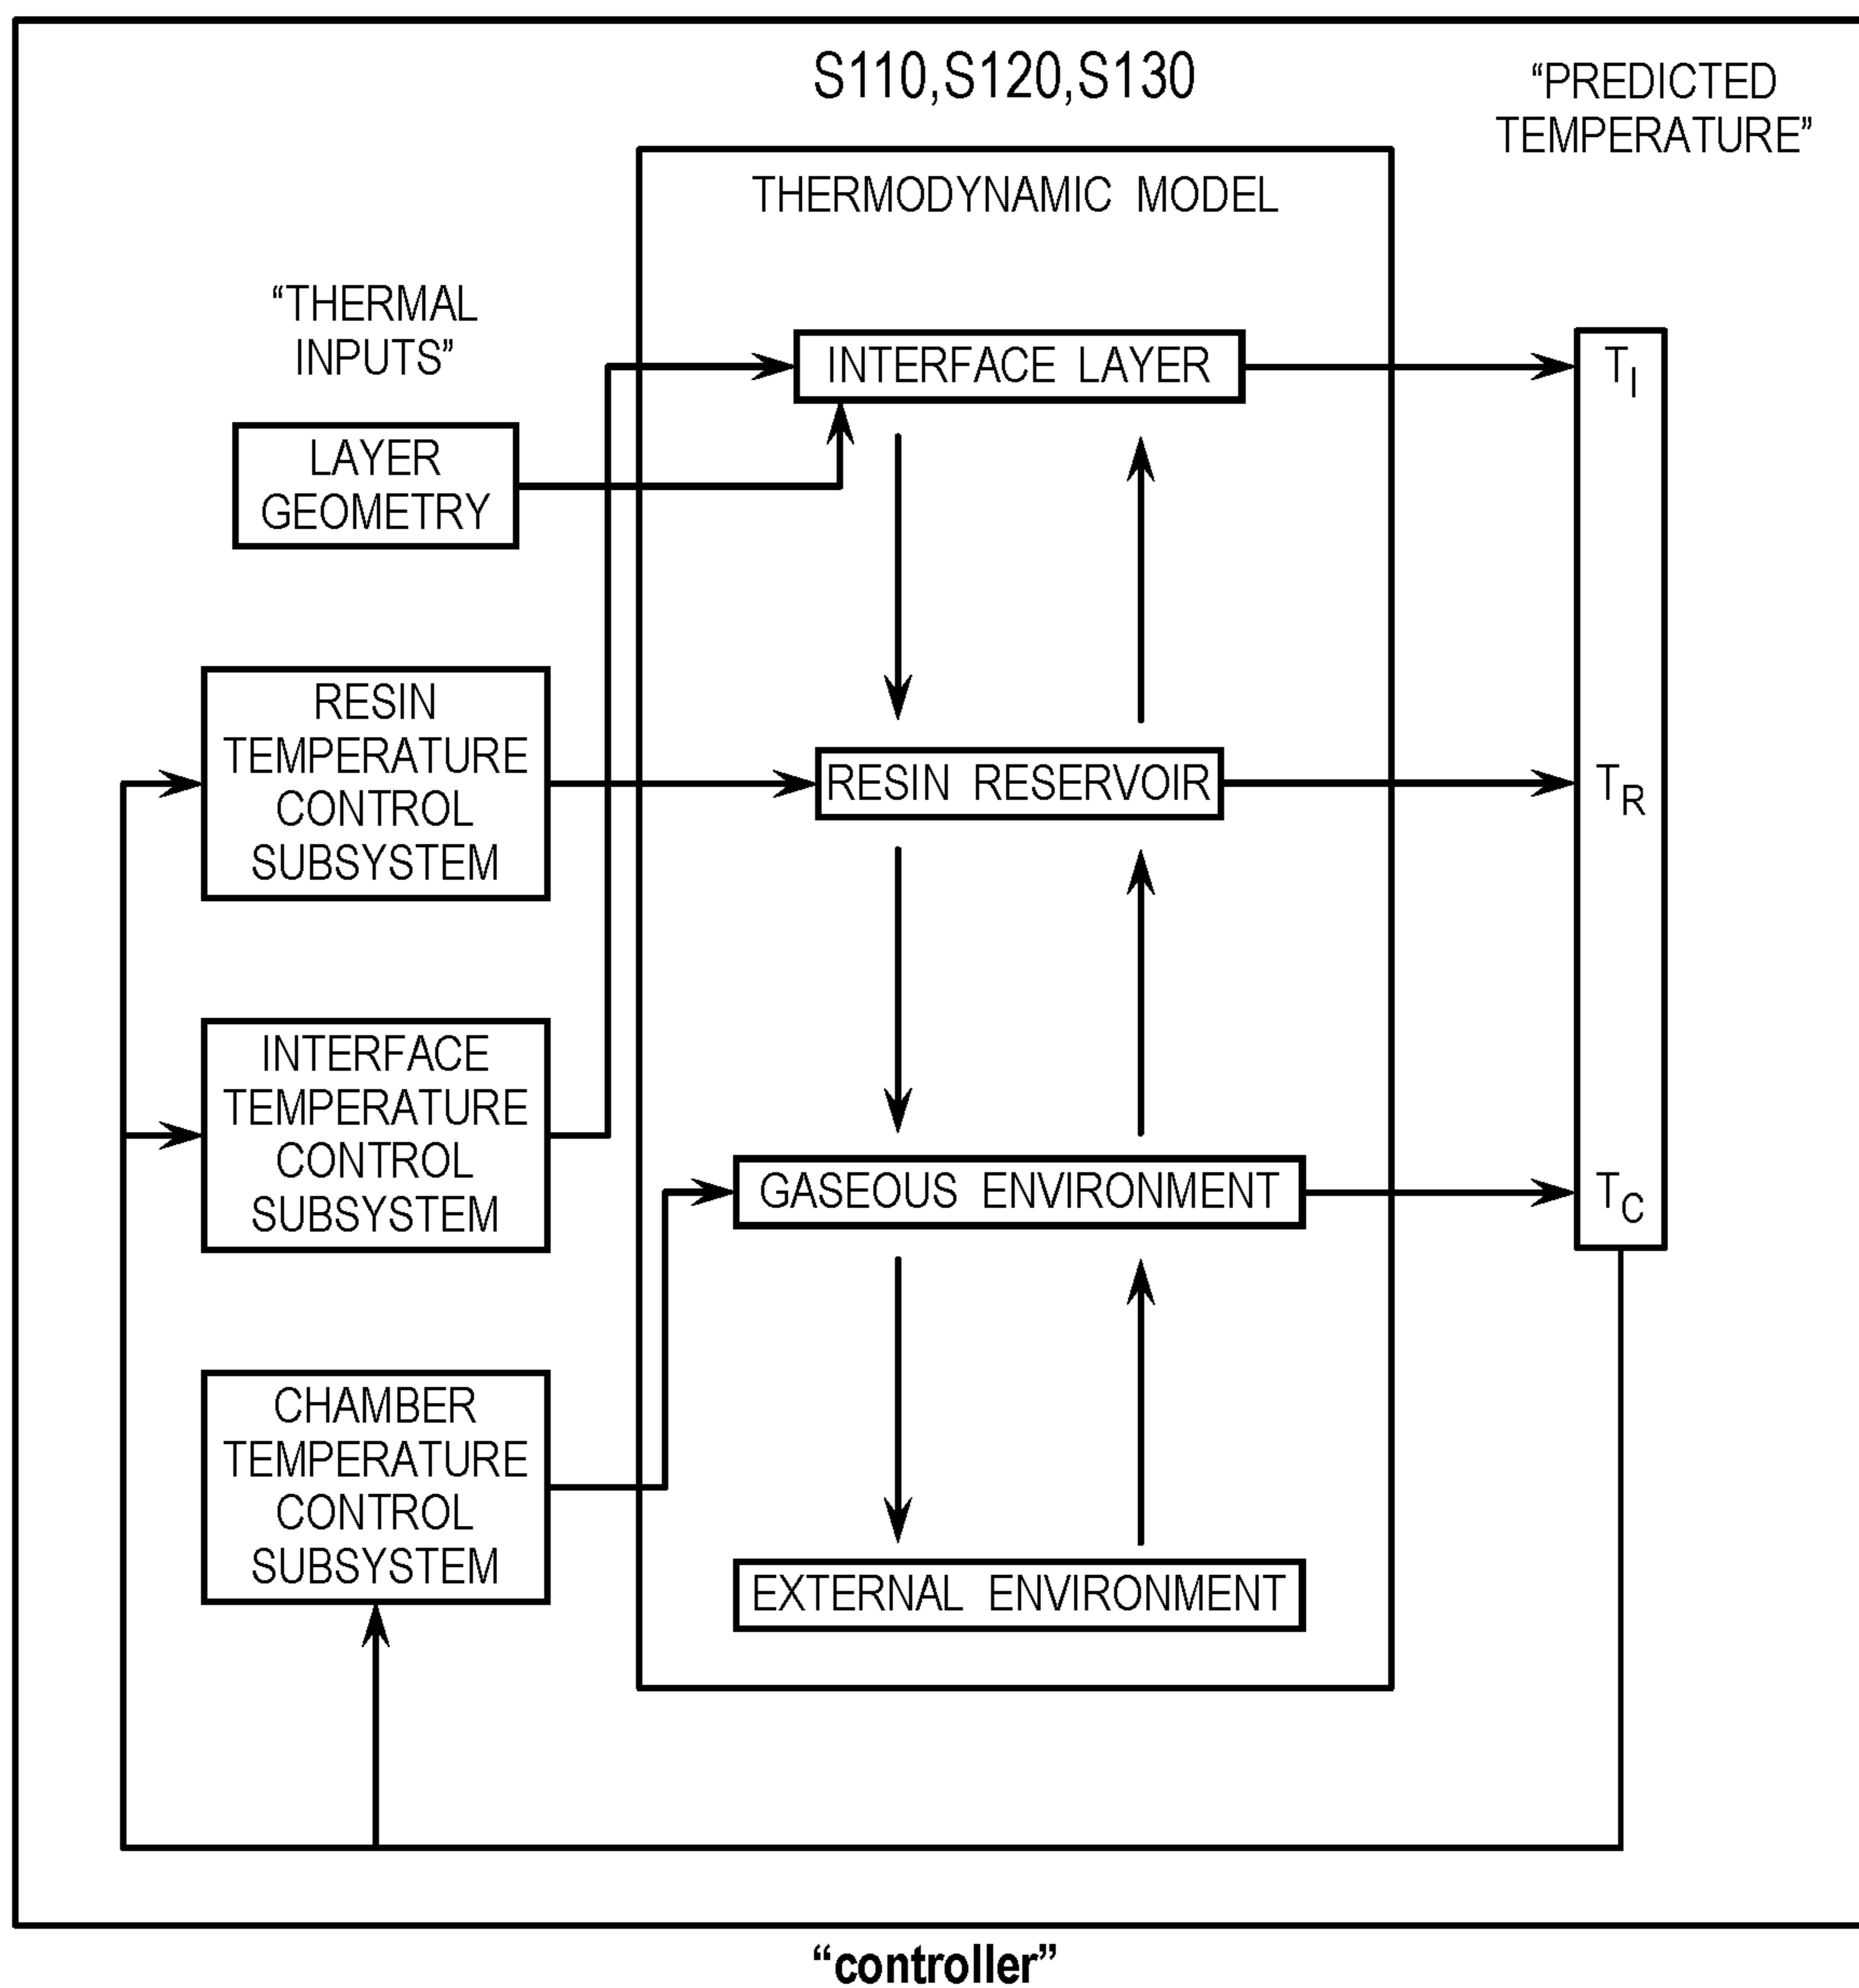 S110,S120,S130
“PREDICTED
TEMPERATURE”
THERMODYNAMIC MODEL
“THERMAL
INPUTS”
INTERFACE LAYER
T_I
LAYER
GEOMETRY
RESIN
TEMPERATURE
CONTROL
SUBSYSTEM
RESIN RESERVOIR
T_R
INTERFACE
TEMPERATURE
CONTROL
SUBSYSTEM
GASEOUS ENVIRONMENT
T_C
CHAMBER
TEMPERATURE
CONTROL
SUBSYSTEM
EXTERNAL ENVIRONMENT
“controller”